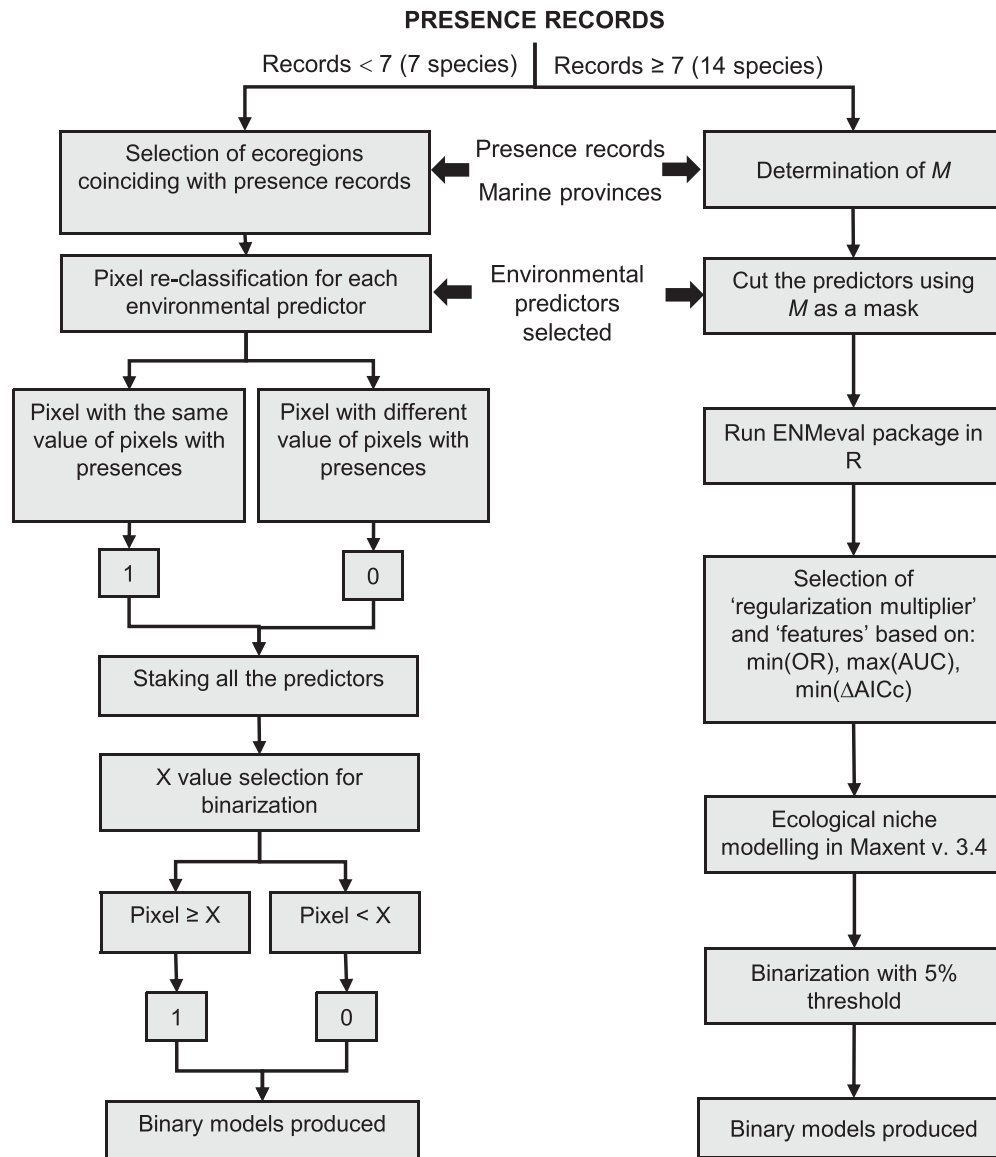 PRESENCE RECORDS
Records < 7 (7 species)
Records ≥ 7 (14 species)
Selection of ecoregions
coinciding with presence records
Presence records
Marine provinces
Determination of M
Pixel re-classification for each
environmental predictor
Environmental
predictors
selected
Cut the predictors using
M as a mask
Pixel with the same
value of pixels with
presences
Pixel with different
value of pixels with
presences
Run ENMeval package in
R
1
0
Selection of
‘regularization multiplier’
and ‘features’ based on:
min(OR), max(AUC),
min(ΔAICc)
Staking all the predictors
X value selection for
binarization
Ecological niche
modelling in Maxent v. 3.4
Pixel ≥ X
Pixel < X
Binarization with 5%
threshold
1
0
Binary models produced
Binary models produced